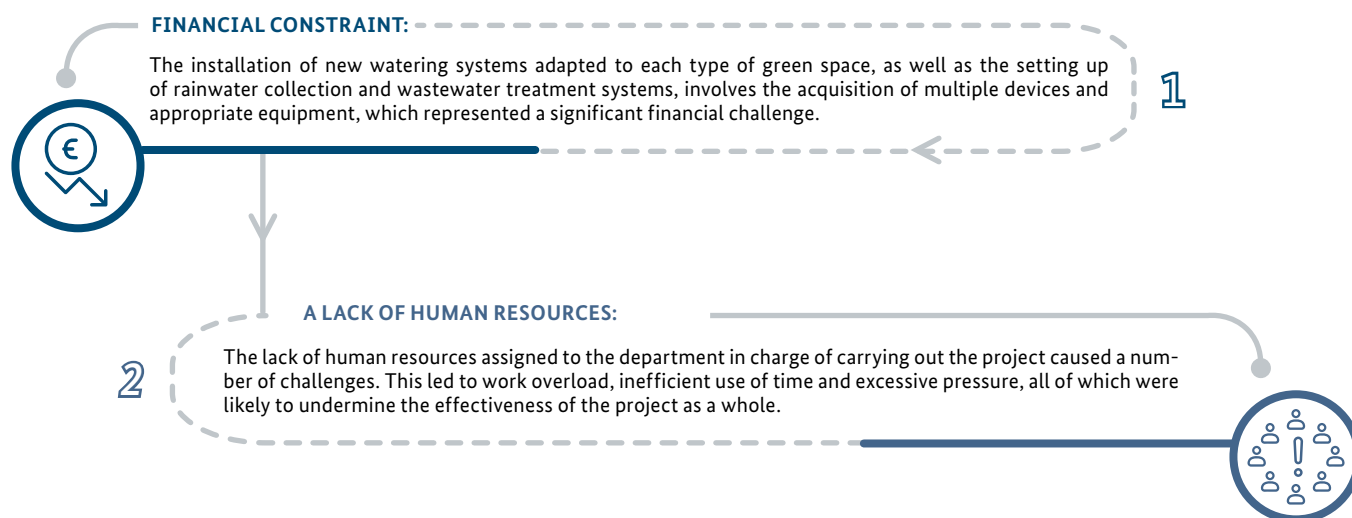 FINANCIAL CONSTRAINT:
The installation of new watering systems adapted to each type of green space, as well as the setting up
of rainwater collection and wastewater treatment systems, involves the acquisition of multiple devices and
appropriate equipment, which represented a significant financial challenge.
1
€
A LACK OF HUMAN RESOURCES:
2
The lack of human resources assigned to the department in charge of carrying out the project caused a num-
ber of challenges. This led to work overload, inefficient use of time and excessive pressure, all of which were
likely to undermine the effectiveness of the project as a whole.
!